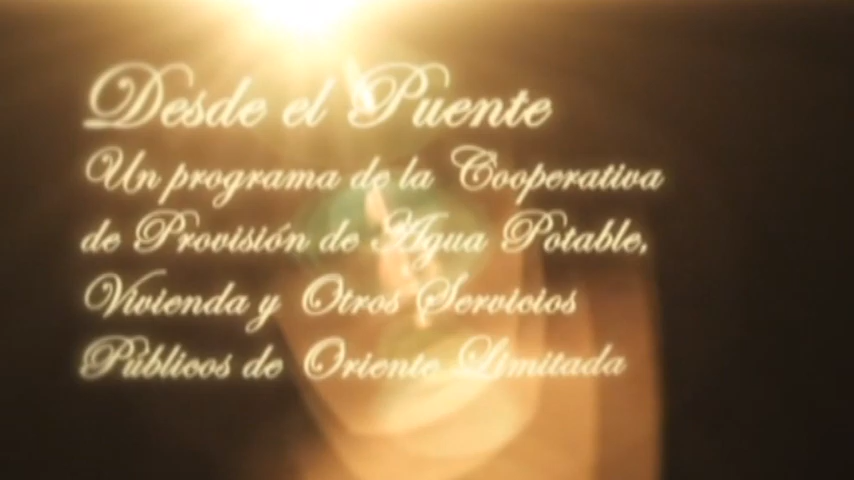 Desde el Puente
Un programa de la Cooperativa
de Provisión de Agua Potable,
Vivienda y Otros Servicios
Públicos de Oriente Limitada